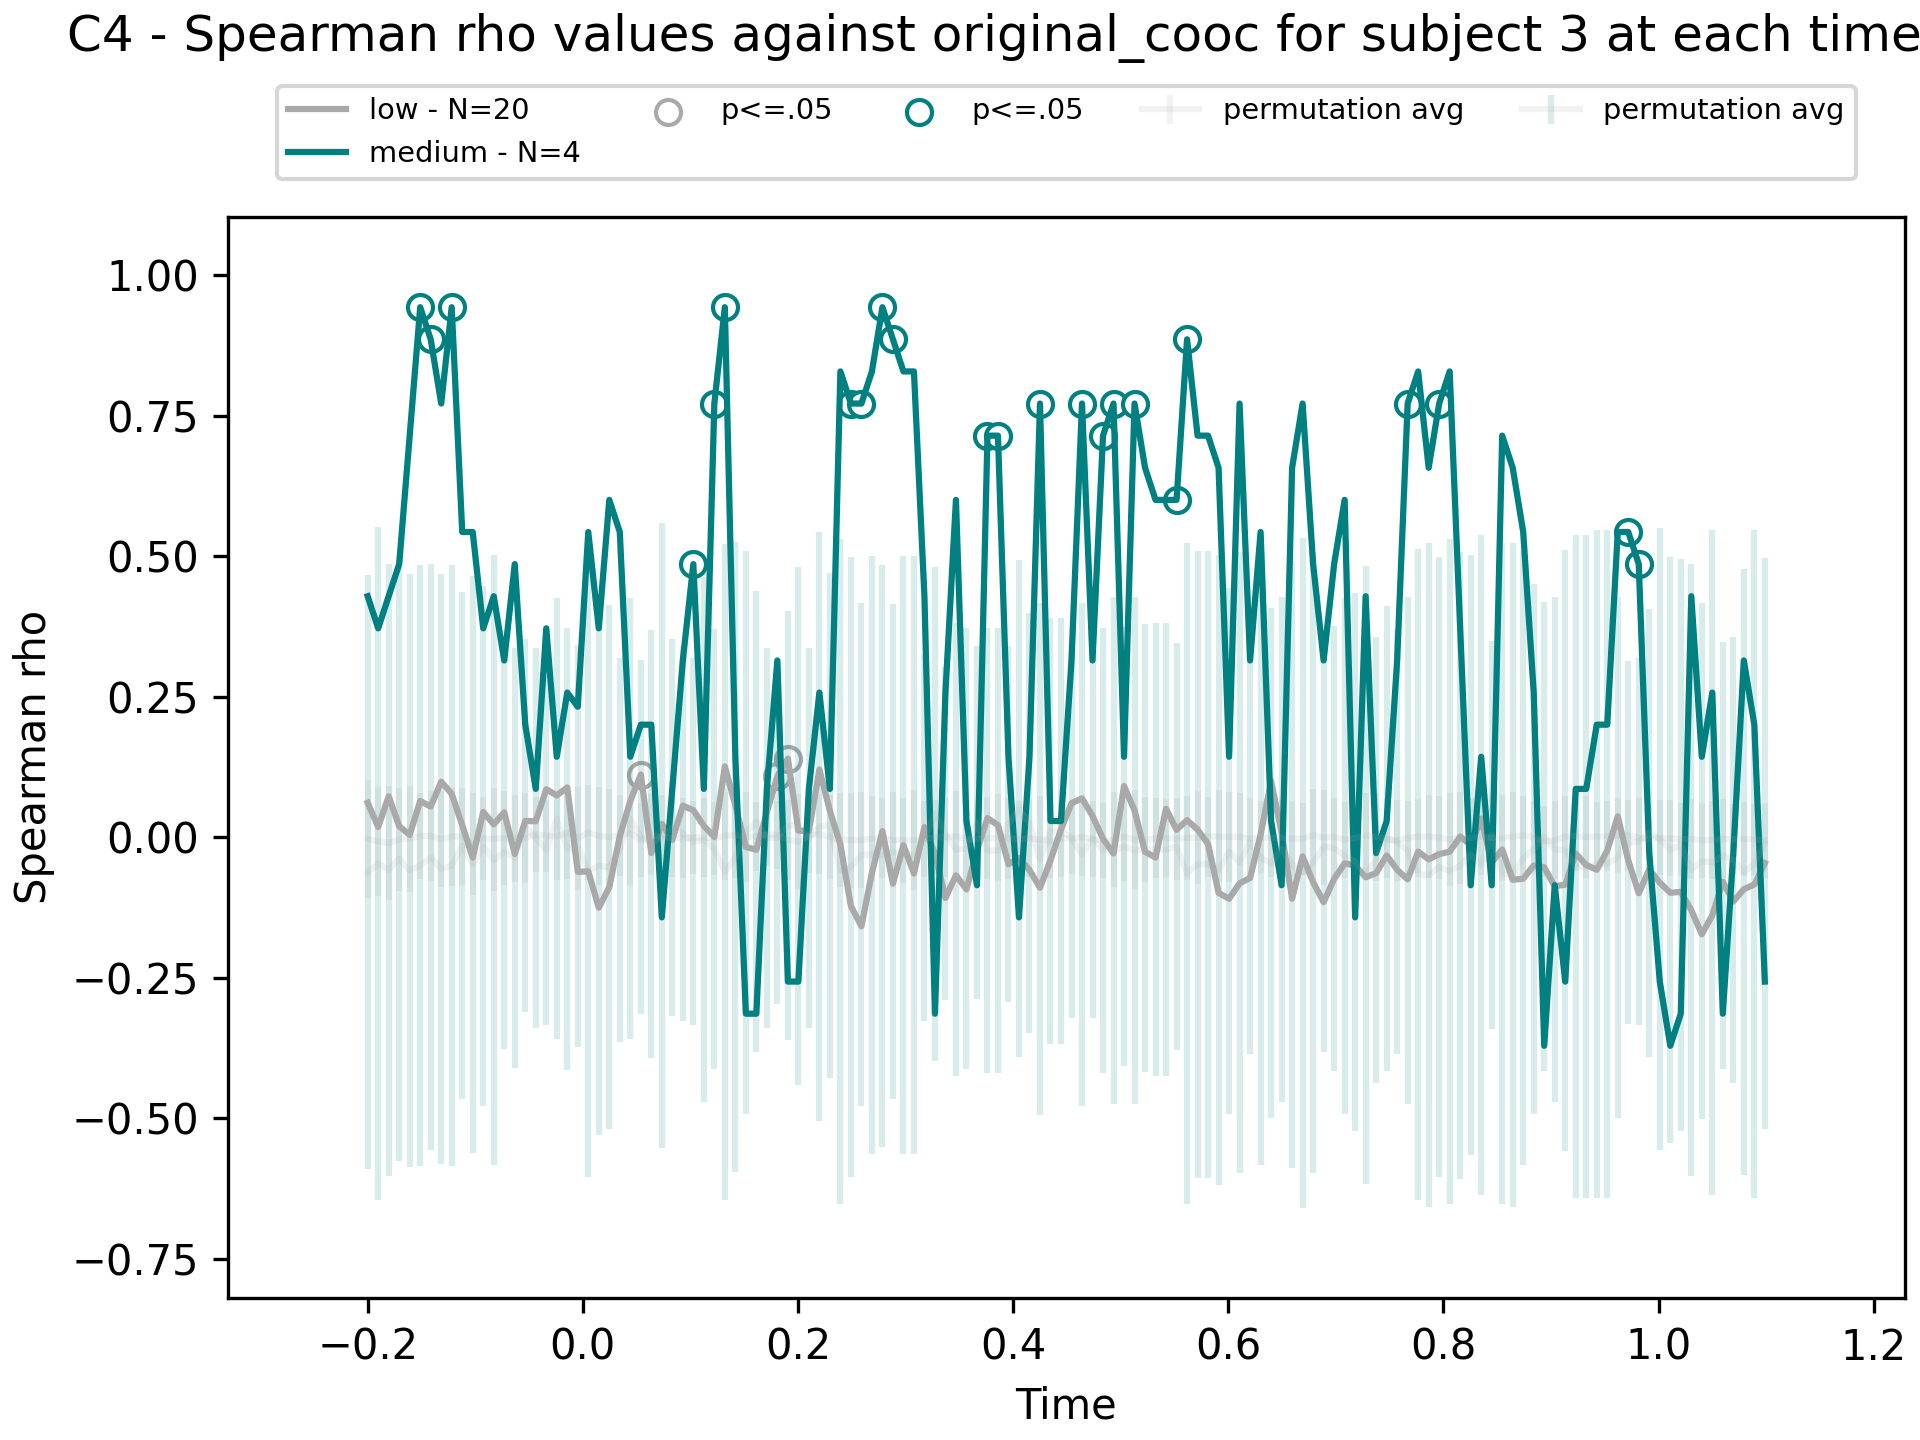 C4 - Spearman rho values against original_cooc for subject 3 at each time
low - N=20
medium - N=4
p<=.05
p<=.05
permutation avg
permutation avg
Spearman rho
1.00
0.75
0.50
0.25
0.00
−0.25
−0.50
−0.75
−0.2 0.0 0.2 0.4 0.6 0.8 1.0 1.2
Time